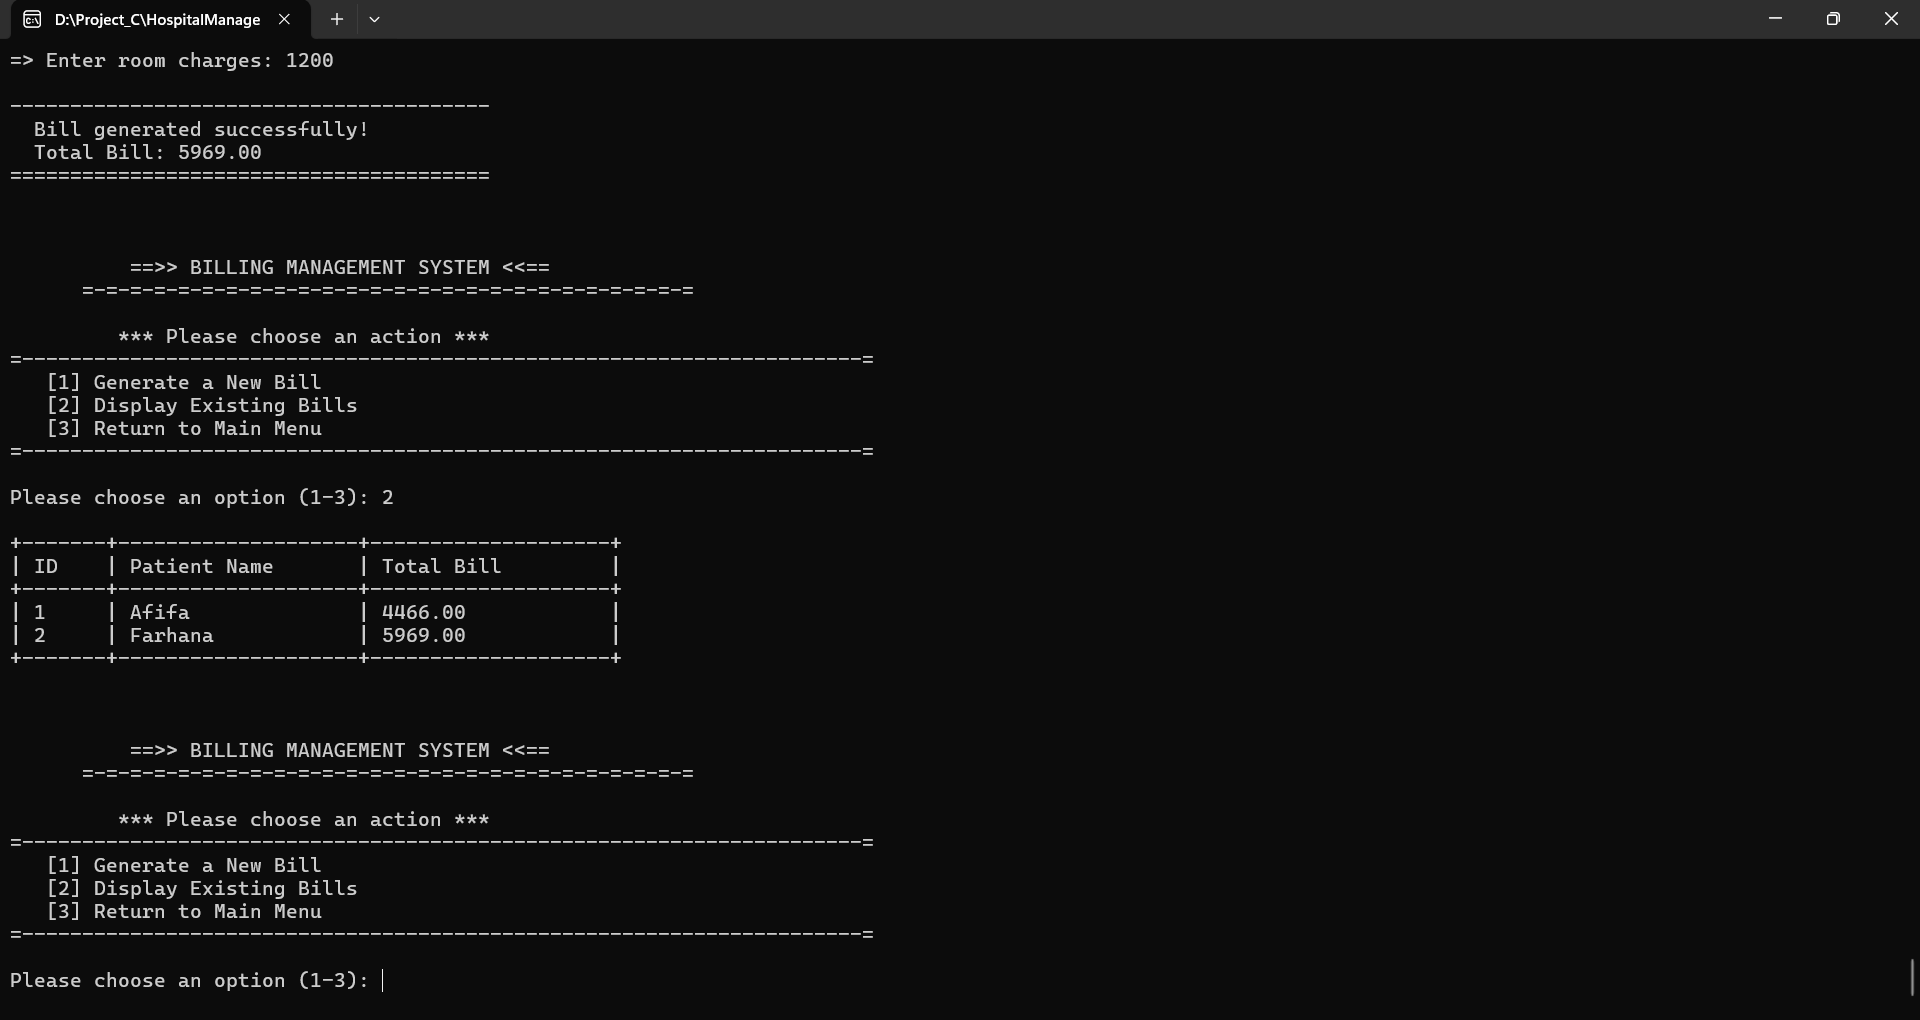 D:\Project_C\HospitalManage
=> Enter room charges: 1200
----------------------------------------
  Bill generated successfully!
  Total Bill: 5969.00
========================================
          ==>> BILLING MANAGEMENT SYSTEM <<==
      =-=-=-=-=-=-=-=-=-=-=-=-=-=-=-=-=-=-=-=-=-=-=-=-=-=
         *** Please choose an action ***
=----------------------------------------------------------------------=
   [1] Generate a New Bill
   [2] Display Existing Bills
   [3] Return to Main Menu
=----------------------------------------------------------------------=
Please choose an option (1-3): 2
+-------+--------------------+--------------------+
| ID    | Patient Name       | Total Bill         |
+-------+--------------------+--------------------+
| 1     | Afifa              | 4466.00            |
| 2     | Farhana            | 5969.00            |
+-------+--------------------+--------------------+
          ==>> BILLING MANAGEMENT SYSTEM <<==
      =-=-=-=-=-=-=-=-=-=-=-=-=-=-=-=-=-=-=-=-=-=-=-=-=-=
         *** Please choose an action ***
=----------------------------------------------------------------------=
   [1] Generate a New Bill
   [2] Display Existing Bills
   [3] Return to Main Menu
=----------------------------------------------------------------------=
Please choose an option (1-3):